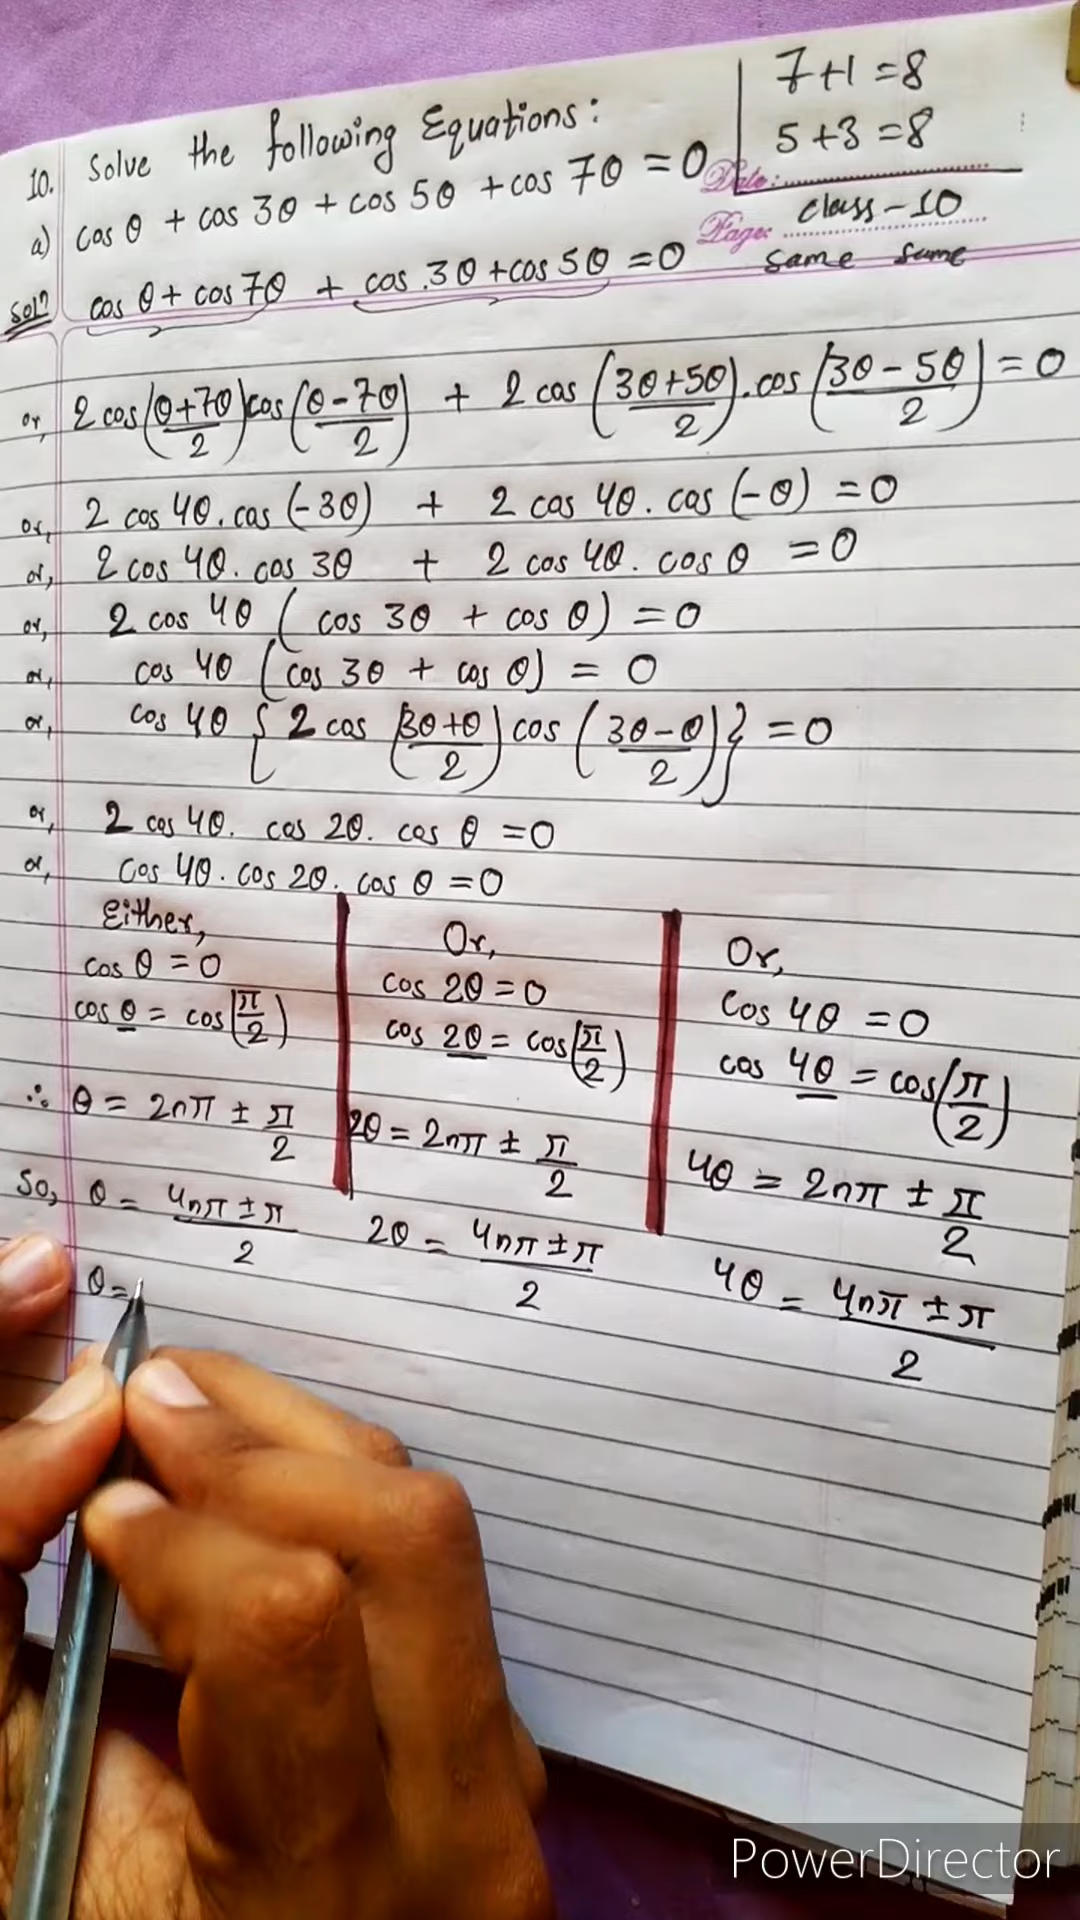 7+1=8
5+3=8
10. Solve the following Equations:
a) cos θ + cos 3θ + cos 5θ + cos 7θ = 0
Date:
Page: class-10
same same
Solⁿ cos θ + cos 7θ + cos 3θ + cos 5θ = 0
or, 2 cos ((θ+7θ)/2) cos ((θ-7θ)/2) + 2 cos ((3θ+5θ)/2) . cos ((3θ-5θ)/2) = 0
or, 2 cos 4θ . cos (-3θ) + 2 cos 4θ . cos (-θ) = 0
or, 2 cos 4θ . cos 3θ + 2 cos 4θ . cos θ = 0
or, 2 cos 4θ (cos 3θ + cos θ) = 0
or, cos 4θ (cos 3θ + cos θ) = 0
or, cos 4θ {2 cos ((3θ+θ)/2) cos ((3θ-θ)/2)} = 0
or, 2 cos 4θ . cos 2θ . cos θ = 0
or, cos 4θ . cos 2θ . cos θ = 0
Either,
cos θ = 0
cos θ = cos (π/2)
∴ θ = 2nπ ± π/2
So, θ = (4nπ ± π)/2
θ =
Or,
cos 2θ = 0
cos 2θ = cos (π/2)
2θ = 2nπ ± π/2
2θ = (4nπ ± π)/2
Or,
cos 4θ = 0
cos 4θ = cos (π/2)
4θ = 2nπ ± π/2
4θ = (4nπ ± π)/2
PowerDirector